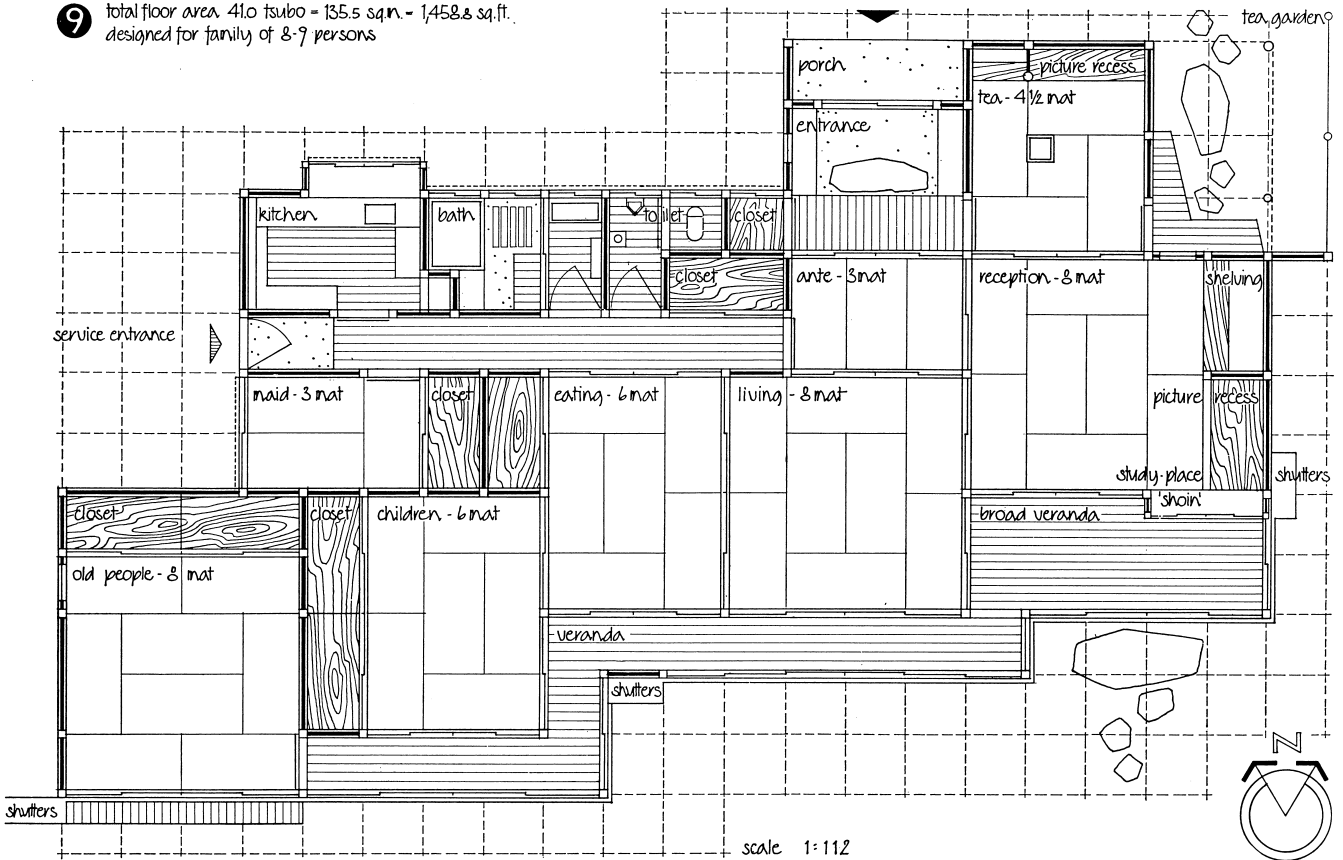 9
total floor area 41.0 tsubo = 135.5 sq.m. = 1,458.8 sq.ft.
designed for family of 8-9 persons
tea garden
porch
picture recess
tea - 4½ mat
entrance
kitchen
bath
toilet
closet
closet
ante - 3 mat
reception - 8 mat
shelving
service entrance
maid - 3 mat
closet
eating - 6 mat
living - 8 mat
picture recess
study-place
'shoin'
shutters
closet
closet
children - 6 mat
broad veranda
old people - 8 mat
veranda
shutters
shutters
N
scale 1:112